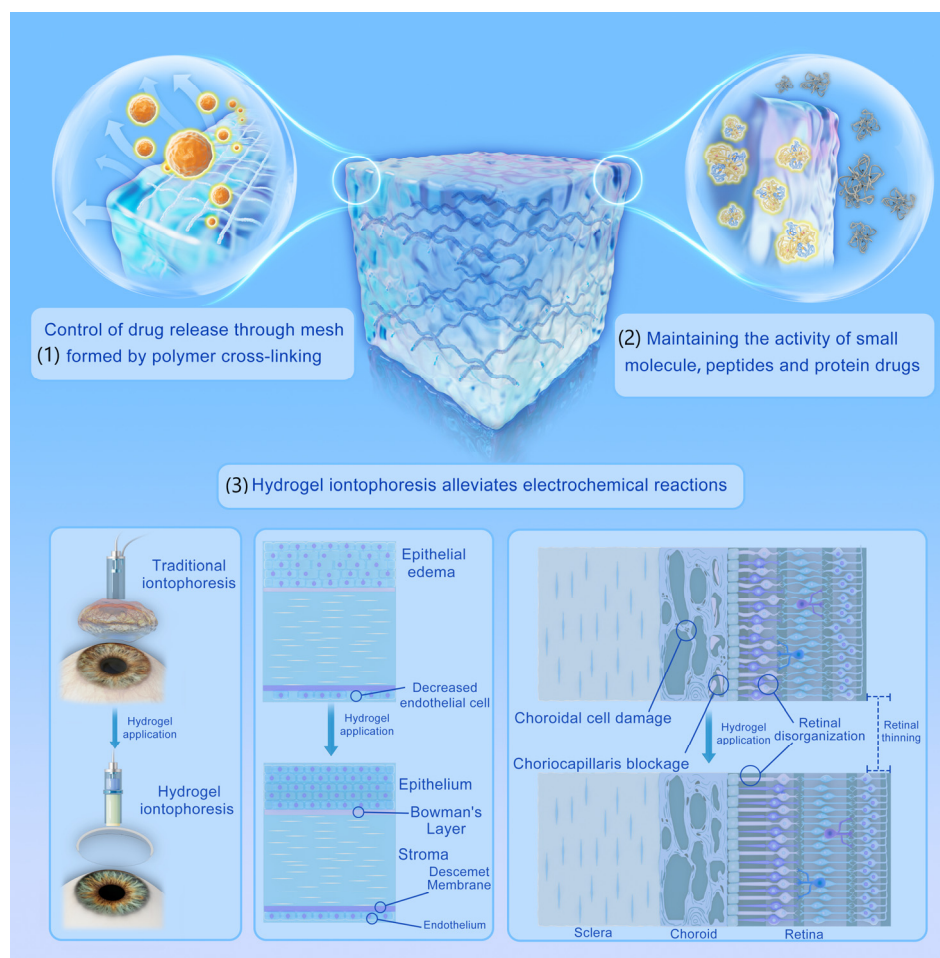 Control of drug release through mesh
(1) formed by polymer cross-linking
(2) Maintaining the activity of small
molecule, peptides and protein drugs
(3) Hydrogel iontophoresis alleviates electrochemical reactions
Traditional
iontophoresis
Hydrogel
application
Hydrogel
iontophoresis
Epithelial
edema
Decreased
endothelial cell
Hydrogel
application
Epithelium
Bowman's
Layer
Stroma
Descemet
Membrane
Endothelium
Choroidal cell damage
Choriocapillaris blockage
Hydrogel
application
Retinal
disorganization
Retinal
thinning
Sclera
Choroid
Retina